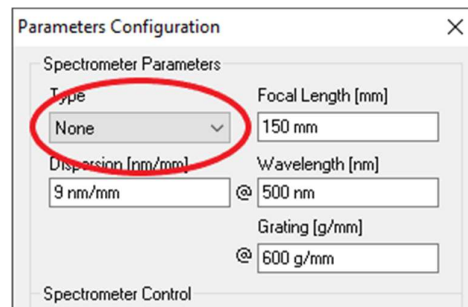 Parameters Configuration
Spectrometer Parameters
Type
Focal Length [mm]
None
150 mm
Dispersion [nm/mm]
Wavelength [nm]
9 nm/mm
@ 500 nm
Grating [g/mm]
@ 600 g/mm
Spectrometer Control